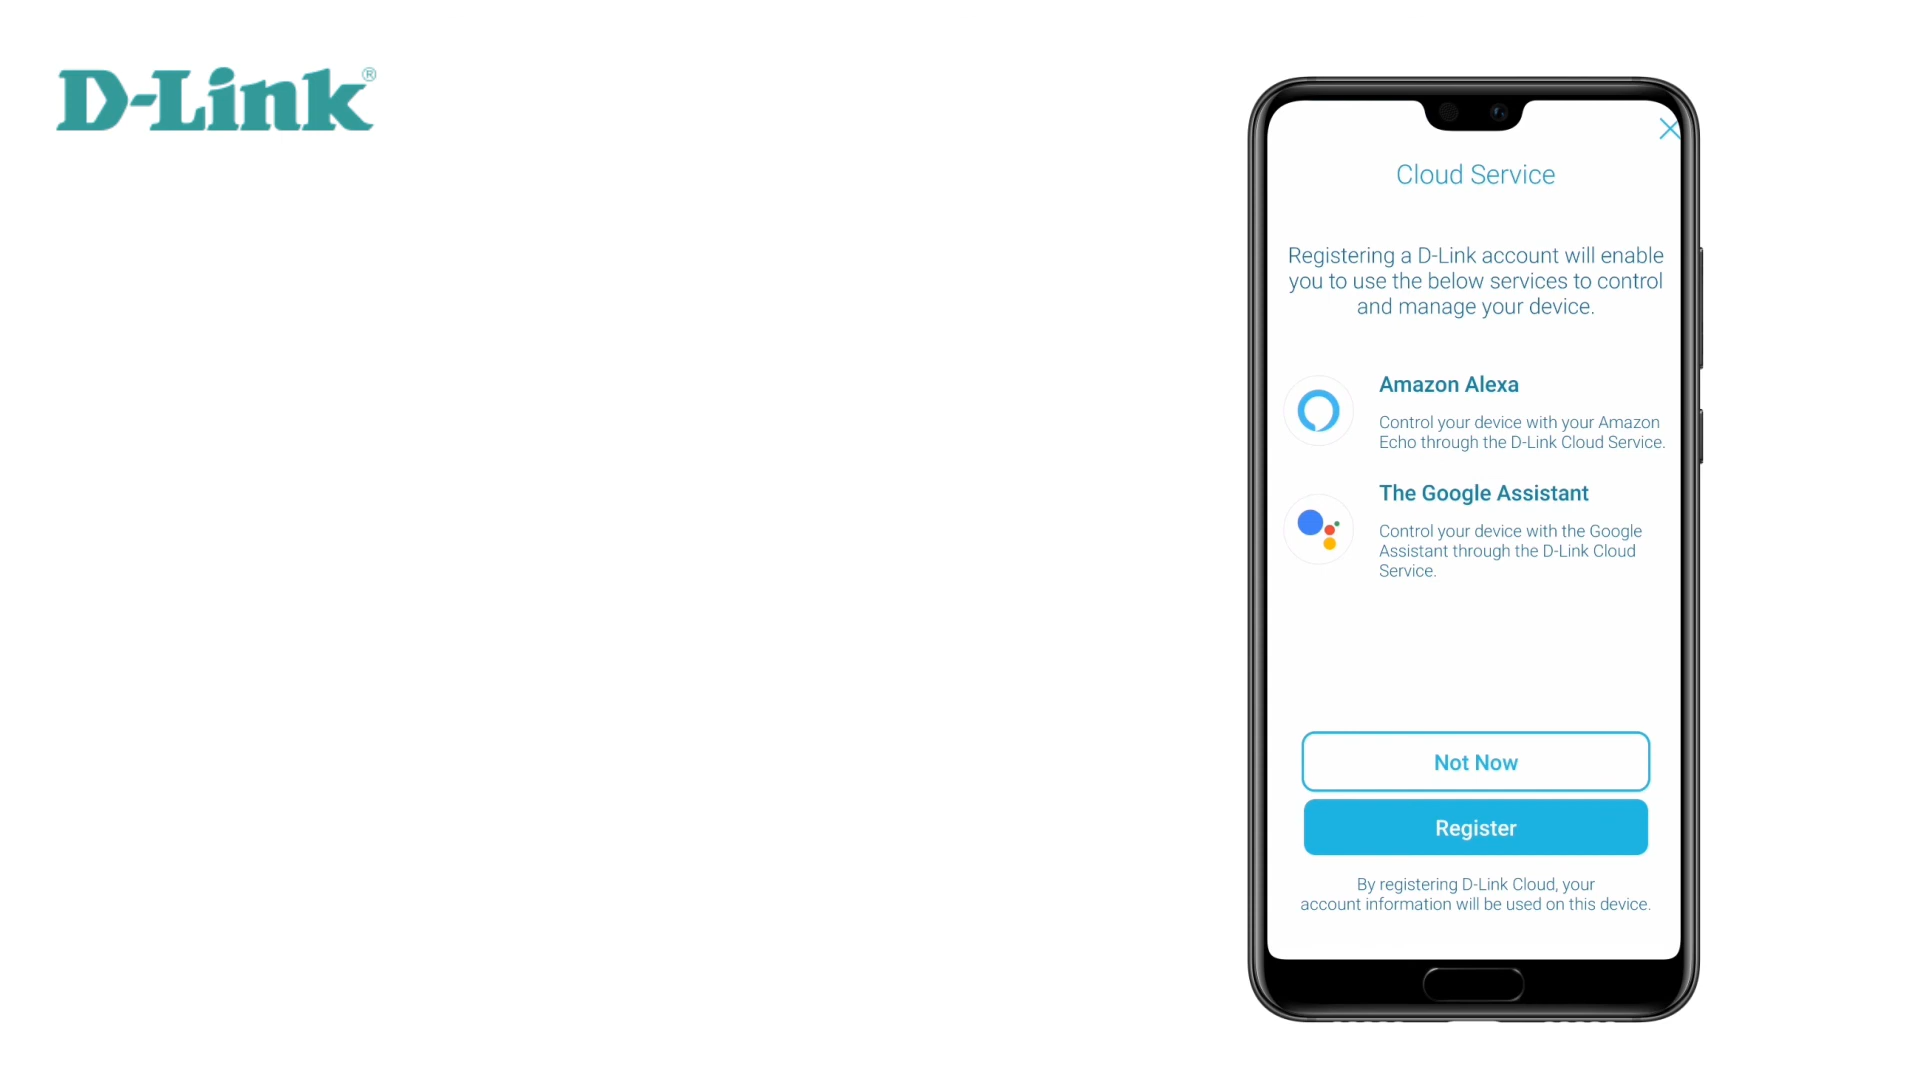 D-Link®
Cloud Service
Registering a D-Link account will enable
you to use the below services to control
and manage your device.
Amazon Alexa
Control your device with your Amazon
Echo through the D-Link Cloud Service.
The Google Assistant
Control your device with the Google
Assistant through the D-Link Cloud
Service.
Not Now
Register
By registering D-Link Cloud, your
account information will be used on this device.